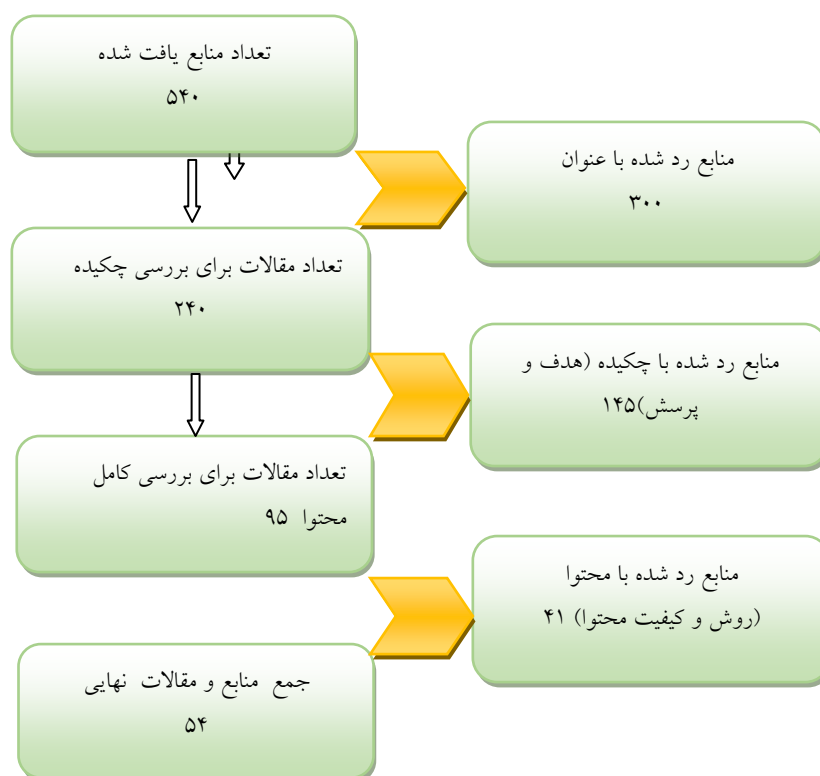 تعداد منابع یافت شده
۵۴۰
منابع رد شده با عنوان
۳۰۰
تعداد مقالات برای بررسی چکیده
۲۴۰
منابع رد شده با چکیده (هدف و
پرسش)۱۴۵
تعداد مقالات برای بررسی کامل
محتوا ۹۵
منابع رد شده با محتوا
(روش و کیفیت محتوا) ۴۱
جمع منابع و مقالات نهایی
۵۴